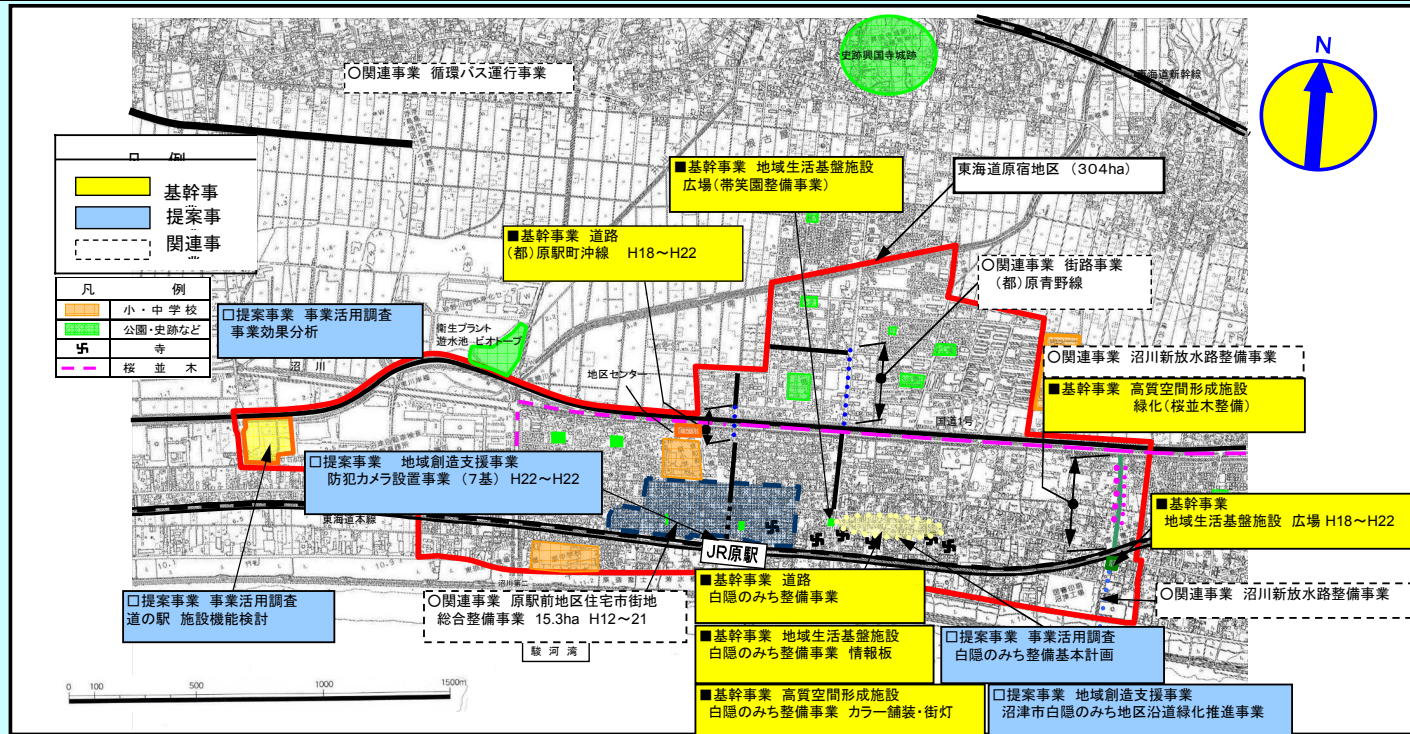 史跡興国寺城跡
東海道新幹線
N
○関連事業 循環バス運行事業
凡 例
基幹事
提案事
関連事
凡 例
小・中学校
公園・史跡など
寺
桜並木
■基幹事業 地域生活基盤施設
広場(帯笑園整備事業)
東海道原宿地区 (304ha)
■基幹事業 道路
(都)原駅町沖線 H18～H22
○関連事業 街路事業
(都)原青野線
□提案事業 事業活用調査
事業効果分析
衛生プラント
遊水池 ビオトープ
沼川
地区センター
○関連事業 沼川新放水路整備事業
■基幹事業 高質空間形成施設
緑化(桜並木整備)
国道1号
□提案事業 地域創造支援事業
防犯カメラ設置事業 (7基) H22～H22
東海道本線
■基幹事業
地域生活基盤施設 広場 H18～H22
JR原駅
□提案事業 事業活用調査
道の駅 施設機能検討
○関連事業 原駅前地区住宅市街地
総合整備事業 15.3ha H12～21
■基幹事業 道路
白隠のみち整備事業
○関連事業 沼川新放水路整備事業
■基幹事業 地域生活基盤施設
白隠のみち整備事業 情報板
□提案事業 事業活用調査
白隠のみち整備基本計画
駿河湾
■基幹事業 高質空間形成施設
白隠のみち整備事業 カラー舗装・街灯
□提案事業 地域創造支援事業
沼津市白隠のみち地区沿道緑化推進事業
0 100 500 1000 1500m